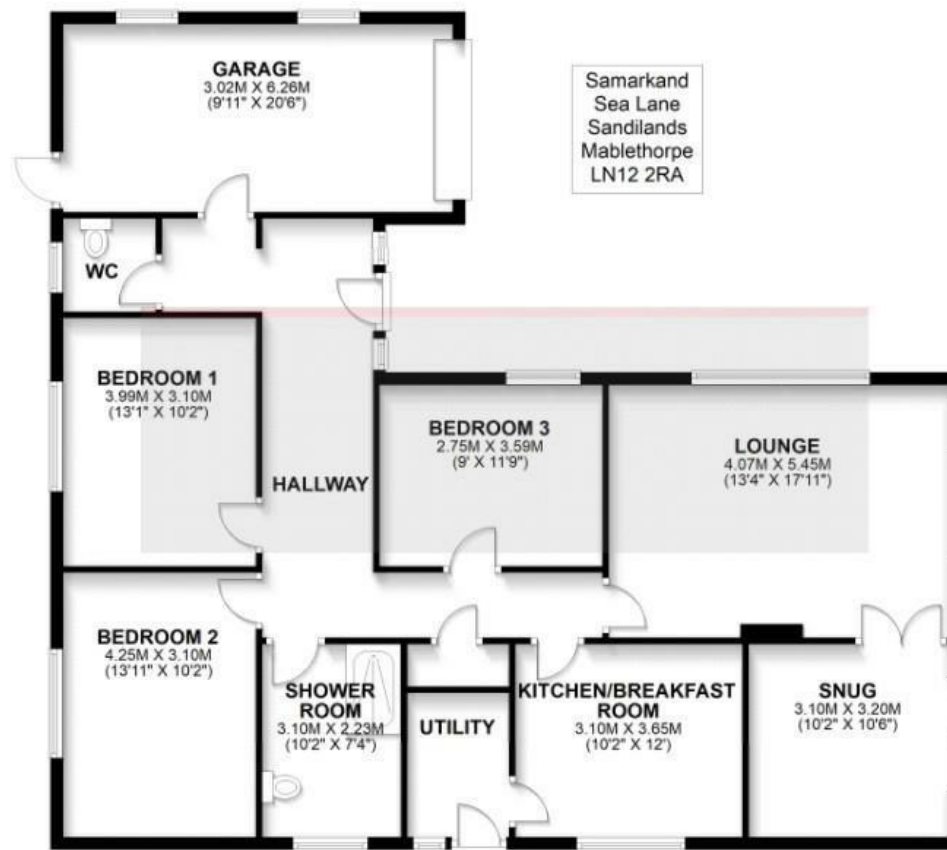 GARAGE
3.02M X 6.26M
(9'11" X 20'6")
Samarkand
Sea Lane
Sandilands
Mablethorpe
LN12 2RA
WC
BEDROOM 1
3.99M X 3.10M
(13'1" X 10'2")
HALLWAY
BEDROOM 3
2.75M X 3.59M
(9' X 11'9")
LOUNGE
4.07M X 5.45M
(13'4" X 17'11")
BEDROOM 2
4.25M X 3.10M
(13'11" X 10'2")
SHOWER
ROOM
3.10M X 2.23M
(10'2" X 7'4")
UTILITY
KITCHEN/BREAKFAST
ROOM
3.10M X 3.65M
(10'2" X 12')
SNUG
3.10M X 3.20M
(10'2" X 10'6")